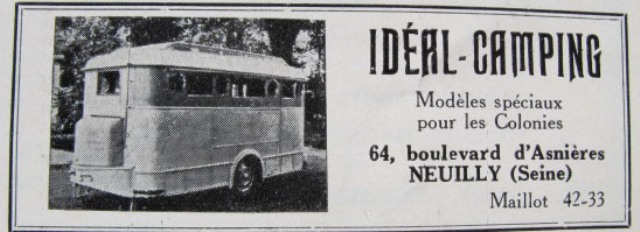 IDÉAL-CAMPING
Modèles spéciaux
pour les Colonies
64, boulevard d'Asnières
NEUILLY (Seine)
Maillot 42-33